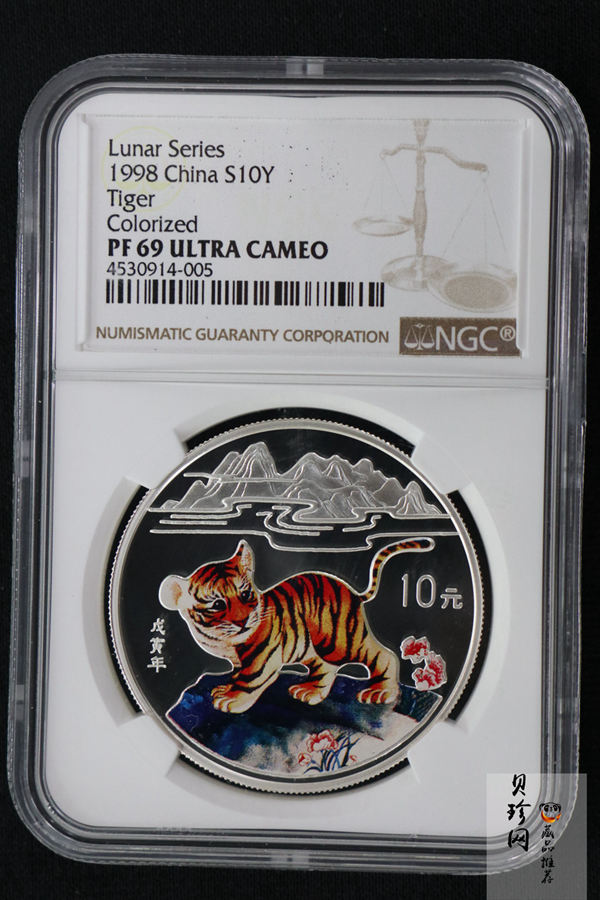 Lunar Series
1998 China S10Y
Tiger
Colorized
PF 69 ULTRA CAMEO
4530914-005
NUMISMATIC GUARANTY CORPORATION
NGC®
10元
戊寅年
贝珍网
藏品推荐